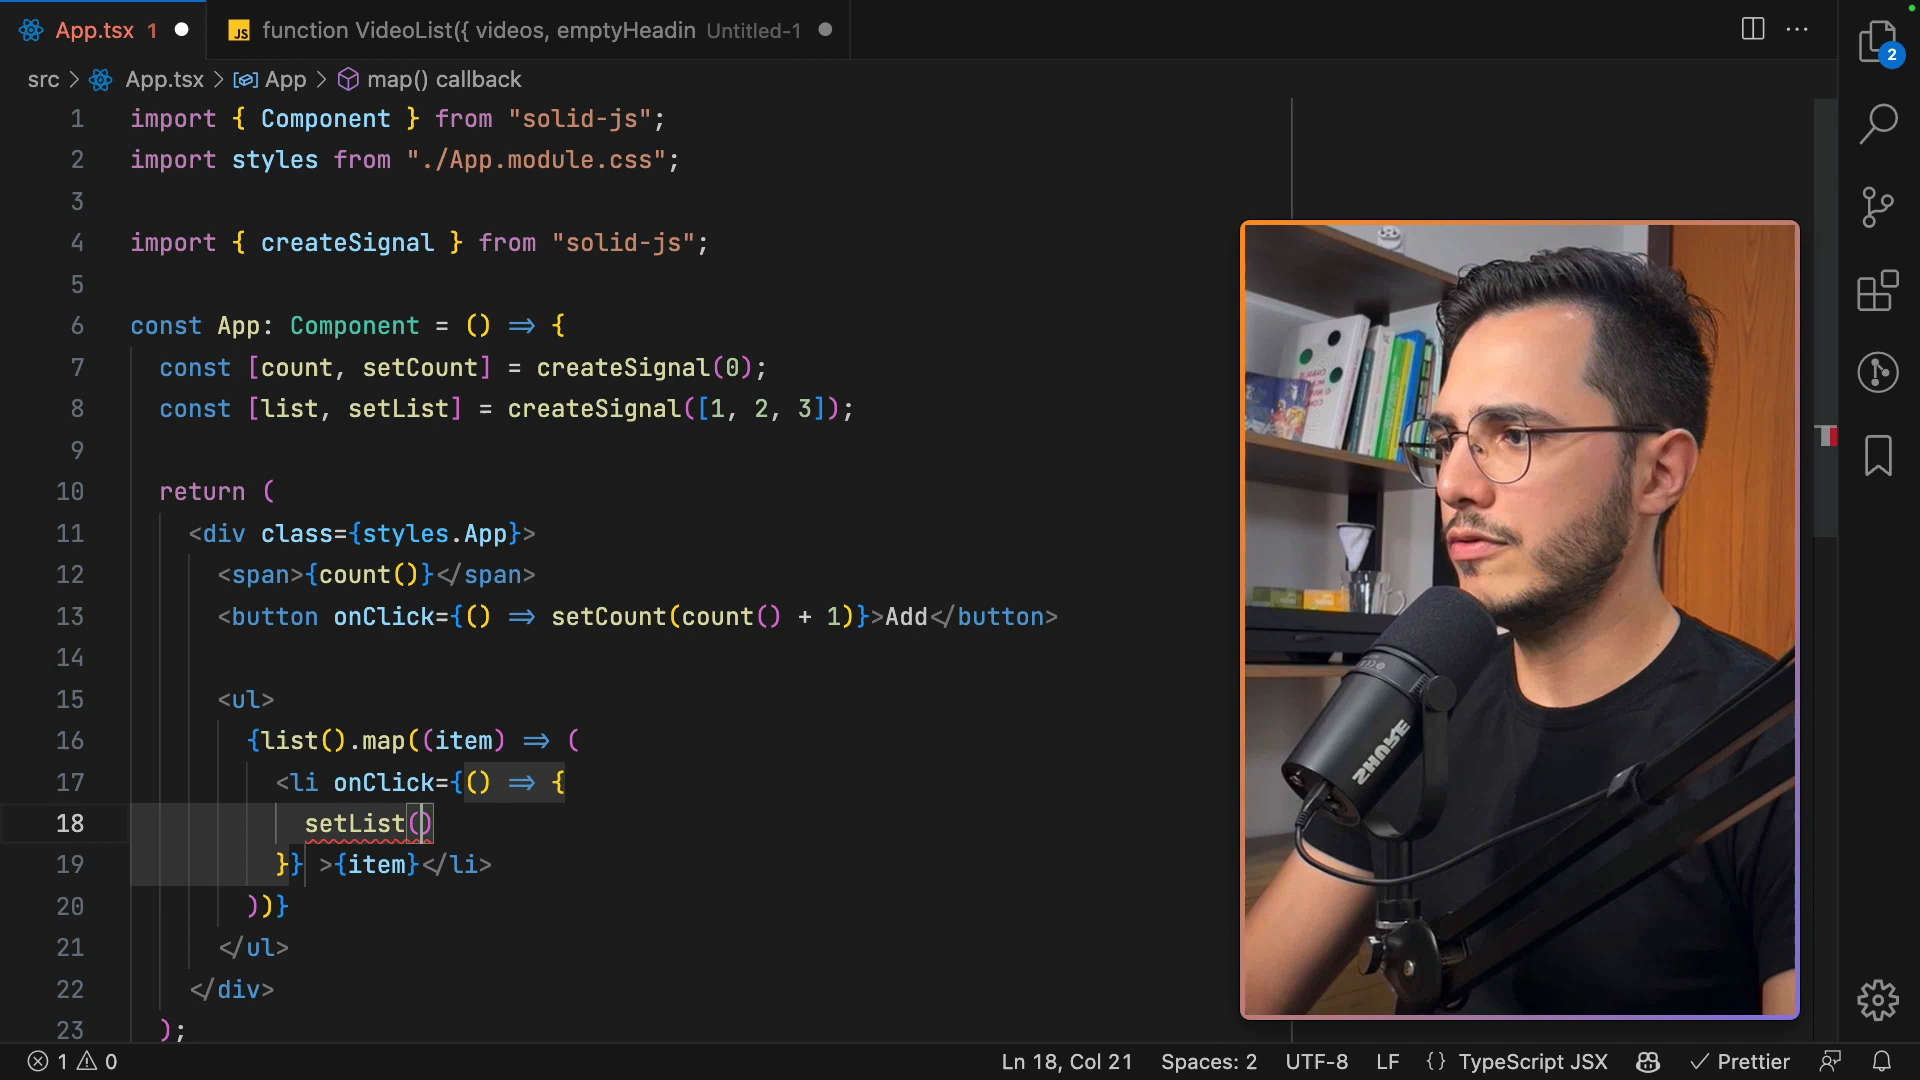 App.tsx 1
function VideoList({ videos, emptyHeadin Untitled-1
src > App.tsx > App > map() callback
1 import { Component } from "solid-js";
2 import styles from "./App.module.css";
3
4 import { createSignal } from "solid-js";
5
6 const App: Component = () => {
7 const [count, setCount] = createSignal(0);
8 const [list, setList] = createSignal([1, 2, 3]);
9
10 return (
11 <div class={styles.App}>
12 <span>{count()}</span>
13 <button onClick={() => setCount(count() + 1)}>Add</button>
14
15 <ul>
16 {list().map((item) => (
17 <li onClick={() => {
18 setList()
19 }} >{item}</li>
20 ))}
21 </ul>
22 </div>
23 );
2
SHURE
1 0
Ln 18, Col 21 Spaces: 2 UTF-8 LF {} TypeScript JSX Prettier